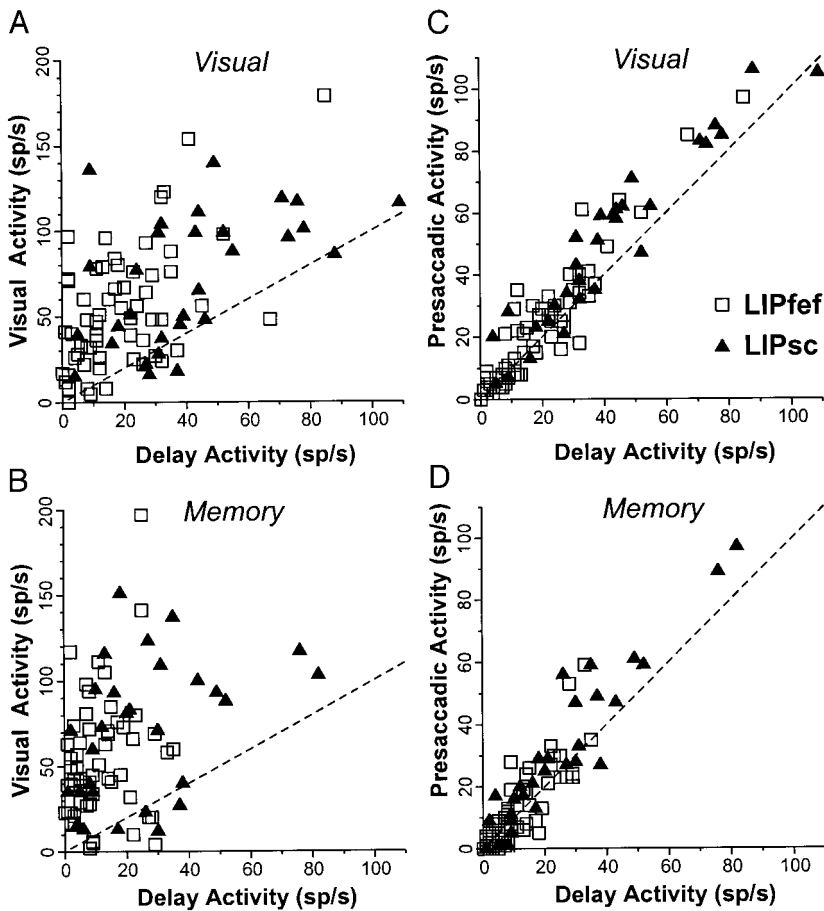 A
Visual
Visual Activity (sp/s)
200
150
100
50
0
0 20 40 60 80 100
Delay Activity (sp/s)
C
Visual
Presaccadic Activity (sp/s)
100
80
60
40
20
0
LIPfef
LIPsc
0 20 40 60 80 100
Delay Activity (sp/s)
B
Memory
Visual Activity (sp/s)
200
150
100
50
0
0 20 40 60 80 100
Delay Activity (sp/s)
D
Memory
Presaccadic Activity (sp/s)
100
80
60
40
20
0
0 20 40 60 80 100
Delay Activity (sp/s)